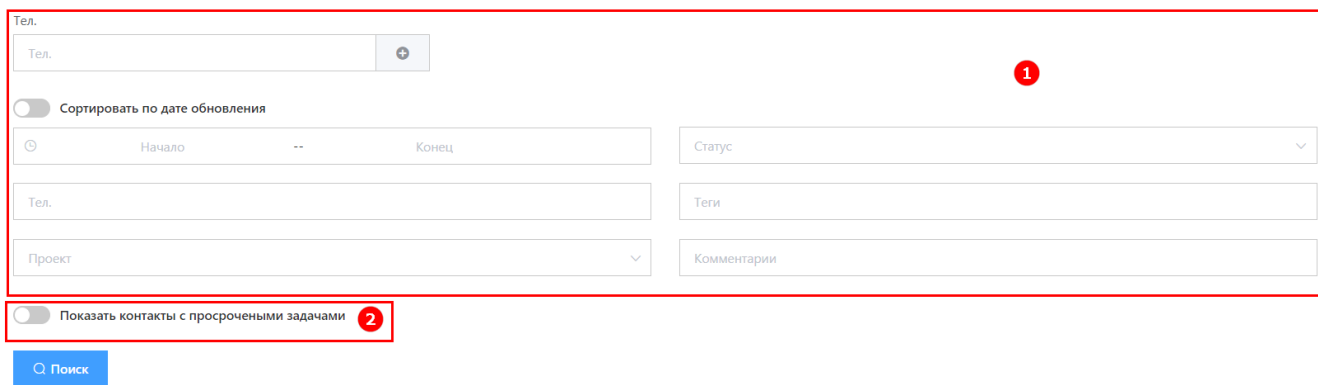 Тел.
Тел.
1
Сортировать по дате обновления
Начало -- Конец
Статус
Тел.
Теги
Проект
Комментарии
Показать контакты с просрочеными задачами 2
Поиск